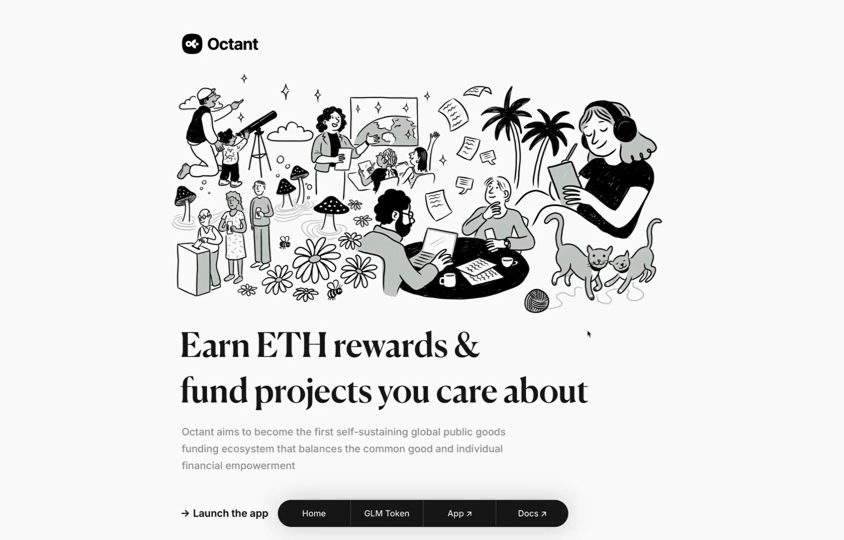 Octant
Earn ETH rewards &
fund projects you care about
Octant aims to become the first self-sustaining global public goods
funding ecosystem that balances the common good and individual
financial empowerment
→ Launch the app
Home
GLM Token
App ↗
Docs ↗